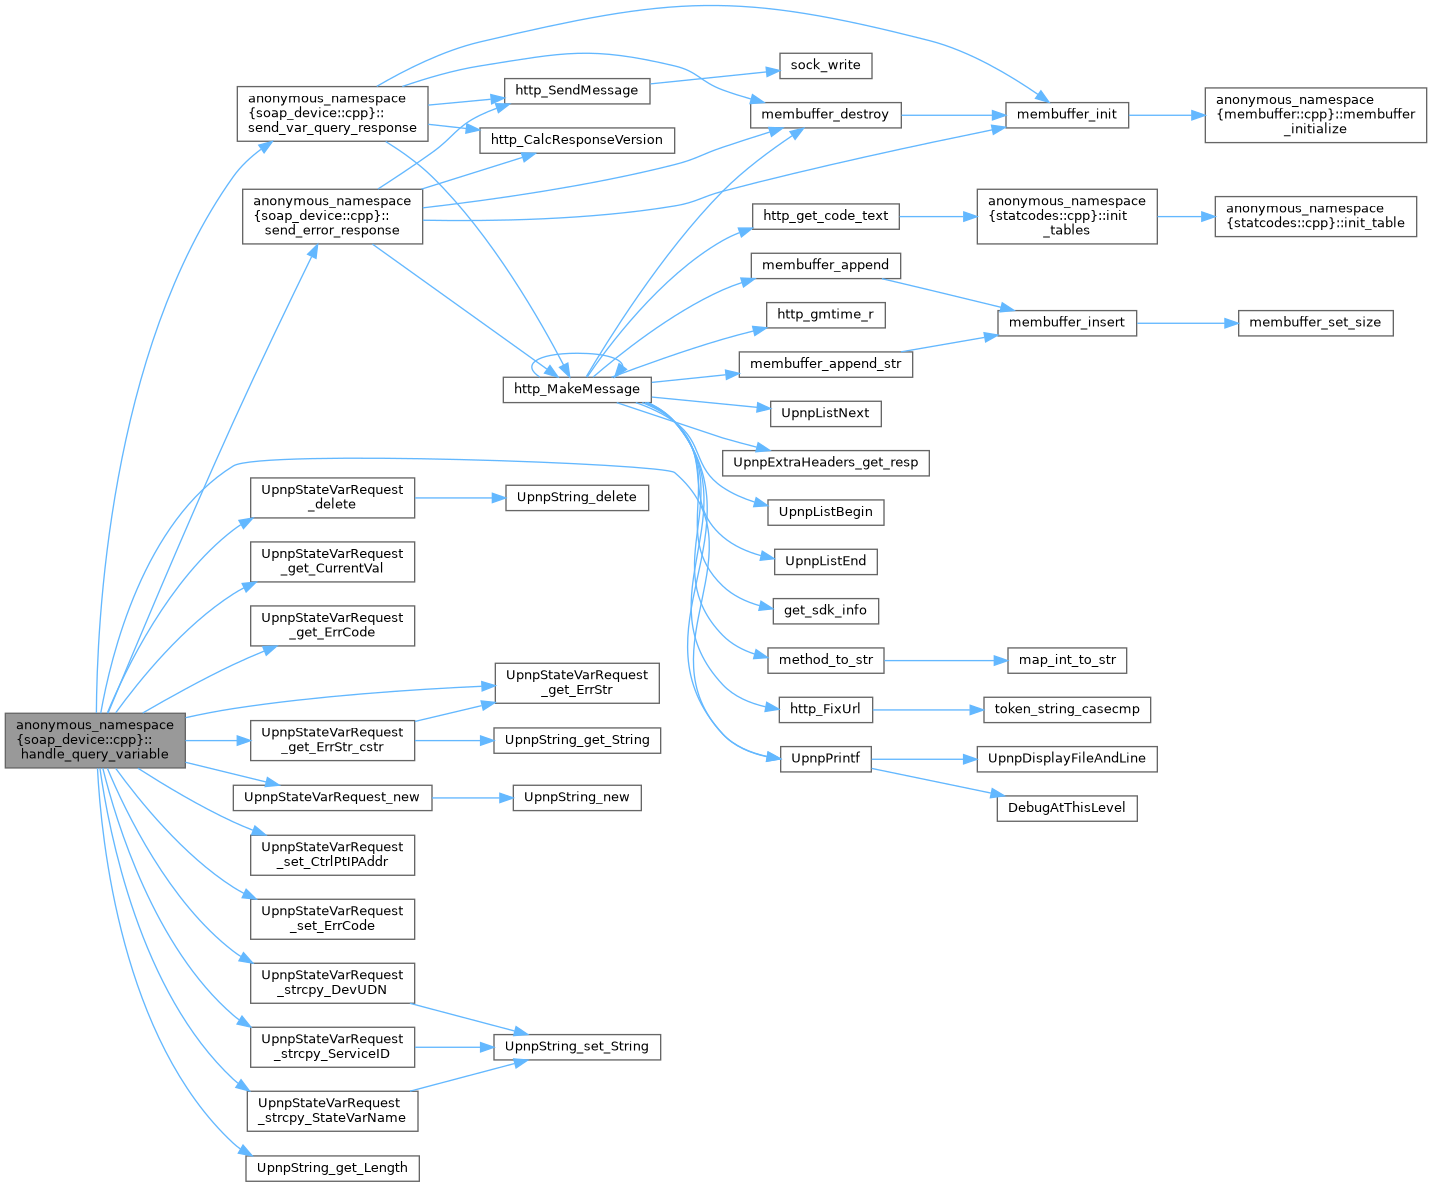 anonymous_namespace
{soap_device::cpp}::
handle_query_variable
anonymous_namespace
{soap_device::cpp}::
send_var_query_response
anonymous_namespace
{soap_device::cpp}::
send_error_response
UpnpStateVarRequest
_delete
UpnpStateVarRequest
_get_CurrentVal
UpnpStateVarRequest
_get_ErrCode
UpnpStateVarRequest
_get_ErrStr_cstr
UpnpStateVarRequest_new
UpnpStateVarRequest
_set_CtrlPtIPAddr
UpnpStateVarRequest
_set_ErrCode
UpnpStateVarRequest
_strcpy_DevUDN
UpnpStateVarRequest
_strcpy_ServiceID
UpnpStateVarRequest
_strcpy_StateVarName
UpnpString_get_Length
http_SendMessage
http_CalcResponseVersion
http_MakeMessage
UpnpString_delete
UpnpStateVarRequest
_get_ErrStr
UpnpString_get_String
UpnpString_new
UpnpString_set_String
sock_write
membuffer_destroy
http_get_code_text
membuffer_append
http_gmtime_r
membuffer_append_str
UpnpListNext
UpnpExtraHeaders_get_resp
UpnpListBegin
UpnpListEnd
get_sdk_info
method_to_str
http_FixUrl
UpnpPrintf
membuffer_init
anonymous_namespace
{statcodes::cpp}::init
_tables
membuffer_insert
map_int_to_str
token_string_casecmp
UpnpDisplayFileAndLine
DebugAtThisLevel
anonymous_namespace
{membuffer::cpp}::membuffer
_initialize
anonymous_namespace
{statcodes::cpp}::init_table
membuffer_set_size